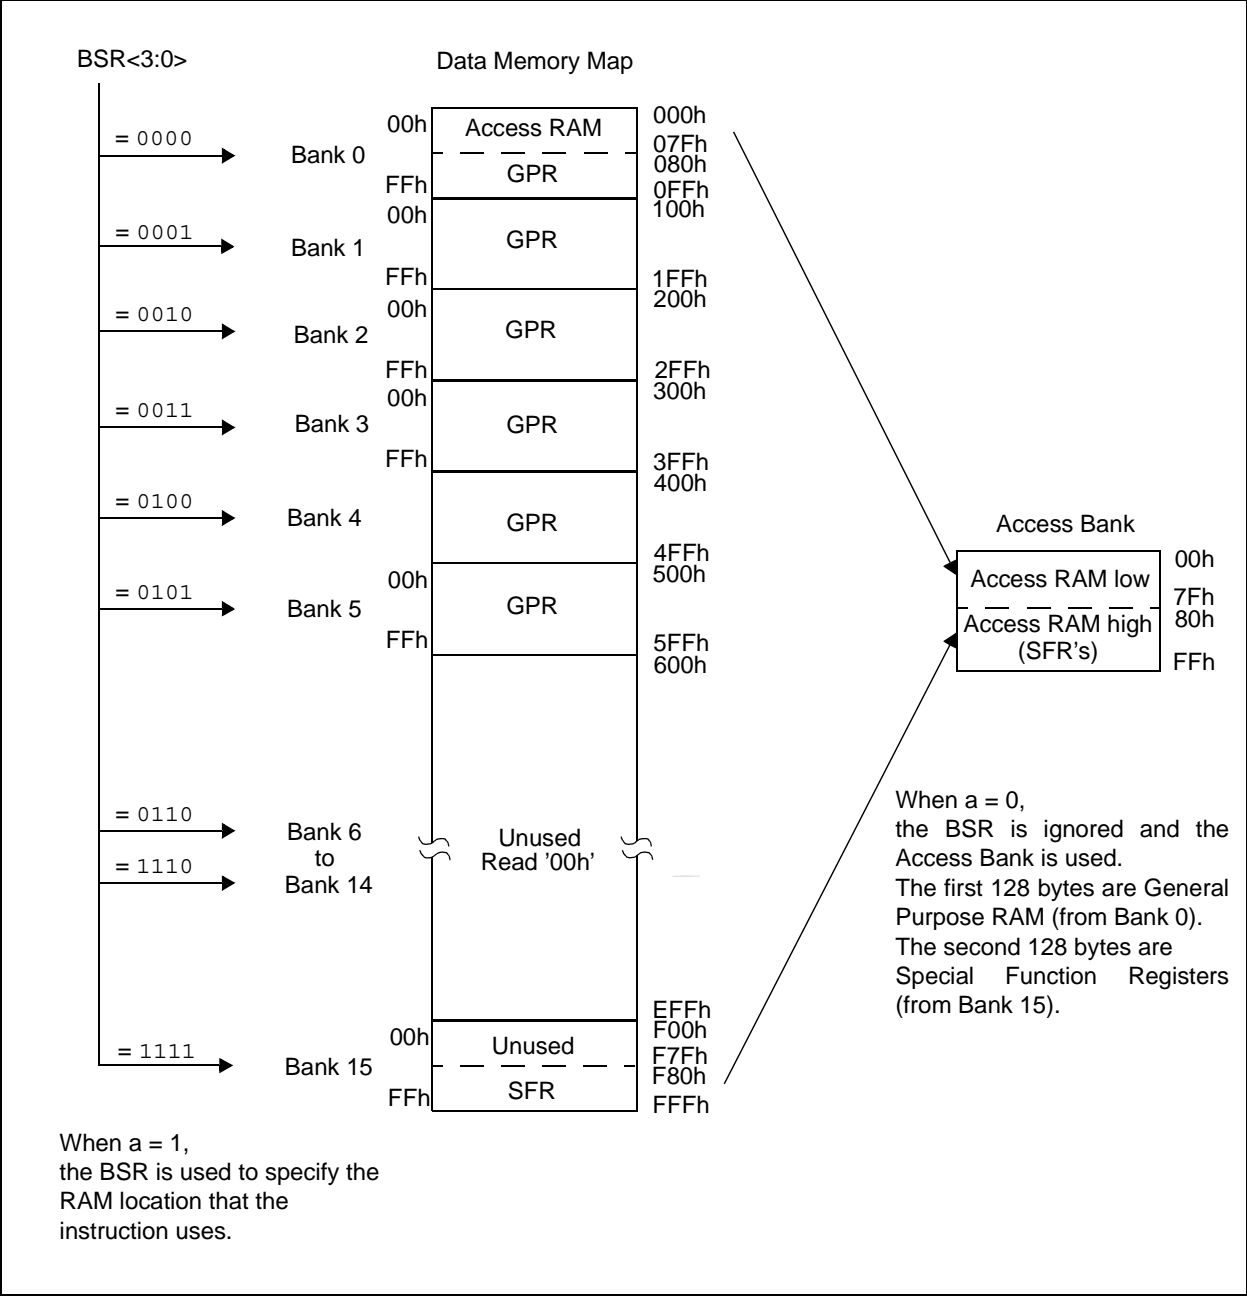 BSR<3:0>
Data Memory Map
= 0000
Bank 0
00h
Access RAM
000h
07Fh
080h
FFh
GPR
0FFh
= 0001
Bank 1
00h
GPR
100h
FFh
1FFh
= 0010
Bank 2
00h
GPR
200h
FFh
2FFh
= 0011
Bank 3
00h
GPR
300h
FFh
3FFh
= 0100
Bank 4
GPR
400h
4FFh
= 0101
Bank 5
00h
GPR
500h
FFh
5FFh
600h
= 0110
Bank 6
to
= 1110
Bank 14
Unused
Read '00h'
EFFh
= 1111
Bank 15
00h
Unused
F00h
F7Fh
F80h
FFh
SFR
FFFh
Access Bank
Access RAM low
00h
7Fh
Access RAM high
(SFR's)
80h
FFh
When a = 0,
the BSR is ignored and the
Access Bank is used.
The first 128 bytes are General
Purpose RAM (from Bank 0).
The second 128 bytes are
Special Function Registers
(from Bank 15).
When a = 1,
the BSR is used to specify the
RAM location that the
instruction uses.